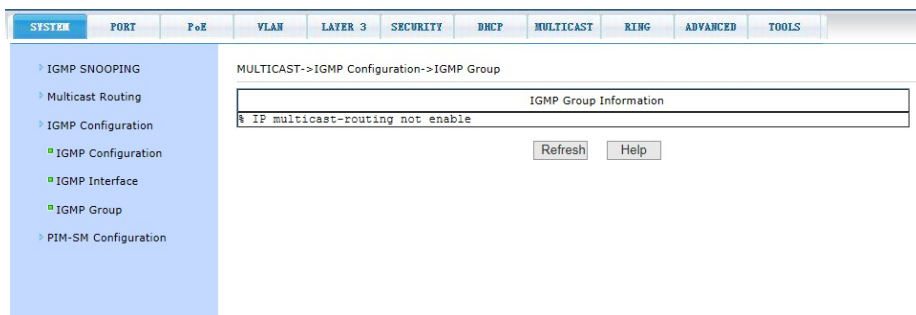 SYSTEM PORT PoE VLAN LAYER 3 SECURITY DHCP MULTICAST RING ADVANCED TOOLS
IGMP SNOOPING
Multicast Routing
IGMP Configuration
IGMP Configuration
IGMP Interface
IGMP Group
PIM-SM Configuration
MULTICAST->IGMP Configuration->IGMP Group
IGMP Group Information
% IP multicast-routing not enable
Refresh Help